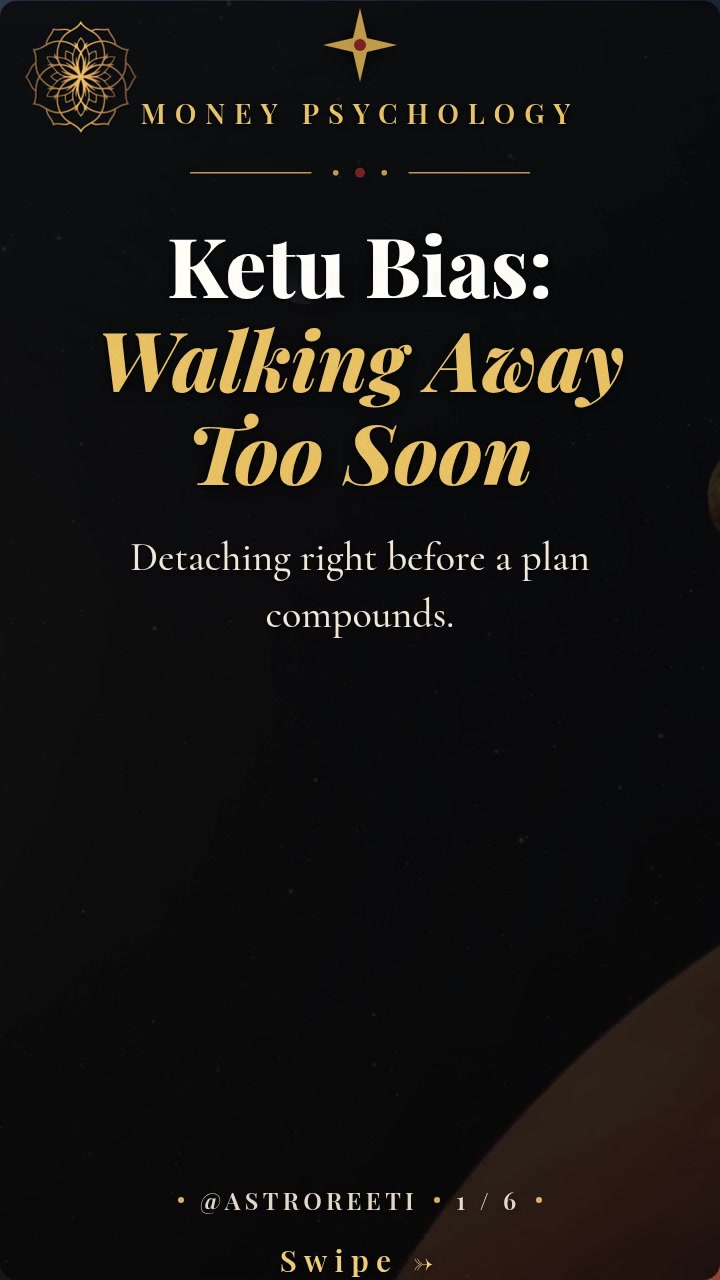 MONEY PSYCHOLOGY
Ketu Bias:
Walking Away
Too Soon
Detaching right before a plan
compounds.
• @ASTROREETI • 1 / 6 •
Swipe ➳